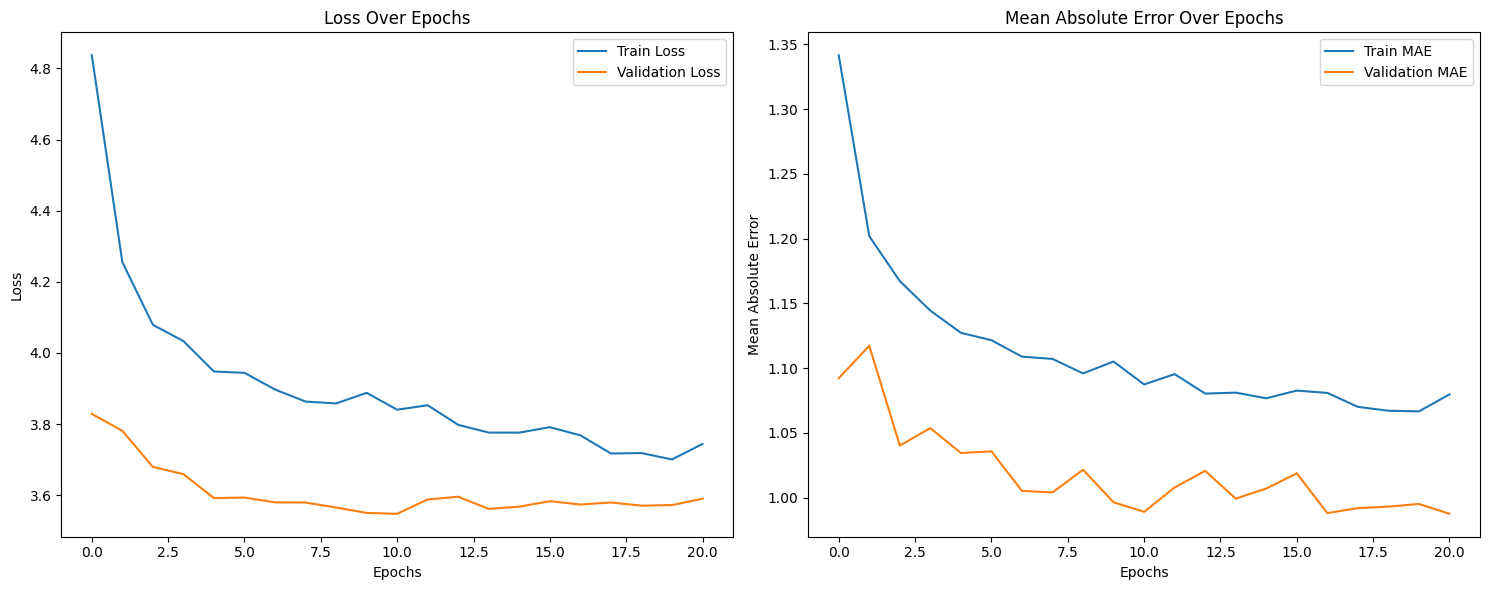 Loss Over Epochs
Train Loss
Validation Loss
4.8
4.6
4.4
4.2
4.0
3.8
3.6
Loss
0.0 2.5 5.0 7.5 10.0 12.5 15.0 17.5 20.0
Epochs
Mean Absolute Error Over Epochs
Train MAE
Validation MAE
1.35
1.30
1.25
1.20
1.15
1.10
1.05
1.00
Mean Absolute Error
0.0 2.5 5.0 7.5 10.0 12.5 15.0 17.5 20.0
Epochs